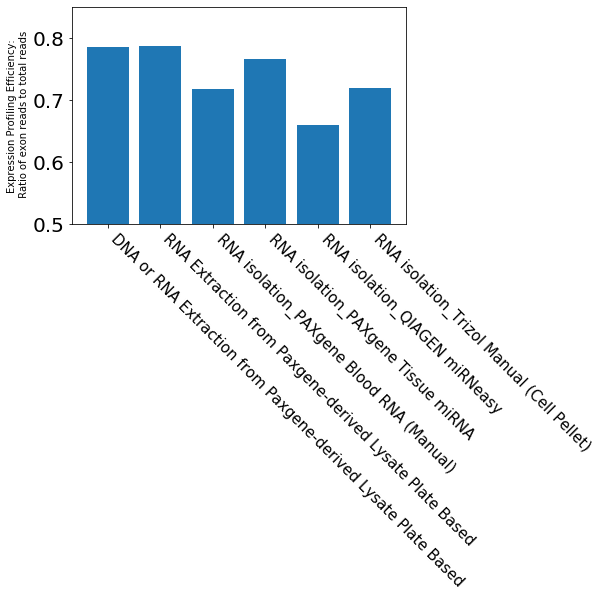 Expression Profiling Efficiency:
Ratio of exon reads to total reads
0.8
0.7
0.6
0.5
DNA or RNA Extraction from Paxgene-derived Lysate Plate Based
RNA Extraction from Paxgene-derived Lysate Plate Based
RNA isolation_PAXgene Blood RNA (Manual)
RNA isolation_PAXgene Tissue miRNA
RNA isolation_QIAGEN miRNeasy
RNA isolation_Trizol Manual (Cell Pellet)